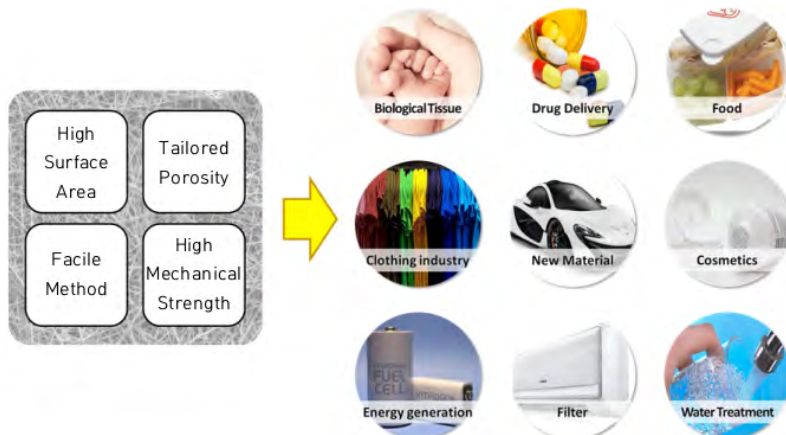 High
Surface
Area
Tailored
Porosity
Facile
Method
High
Mechanical
Strength
Biological Tissue
Drug Delivery
Food
Clothing industry
New Material
Cosmetics
FUEL
CELL
Energy generation
Filter
Water Treatment